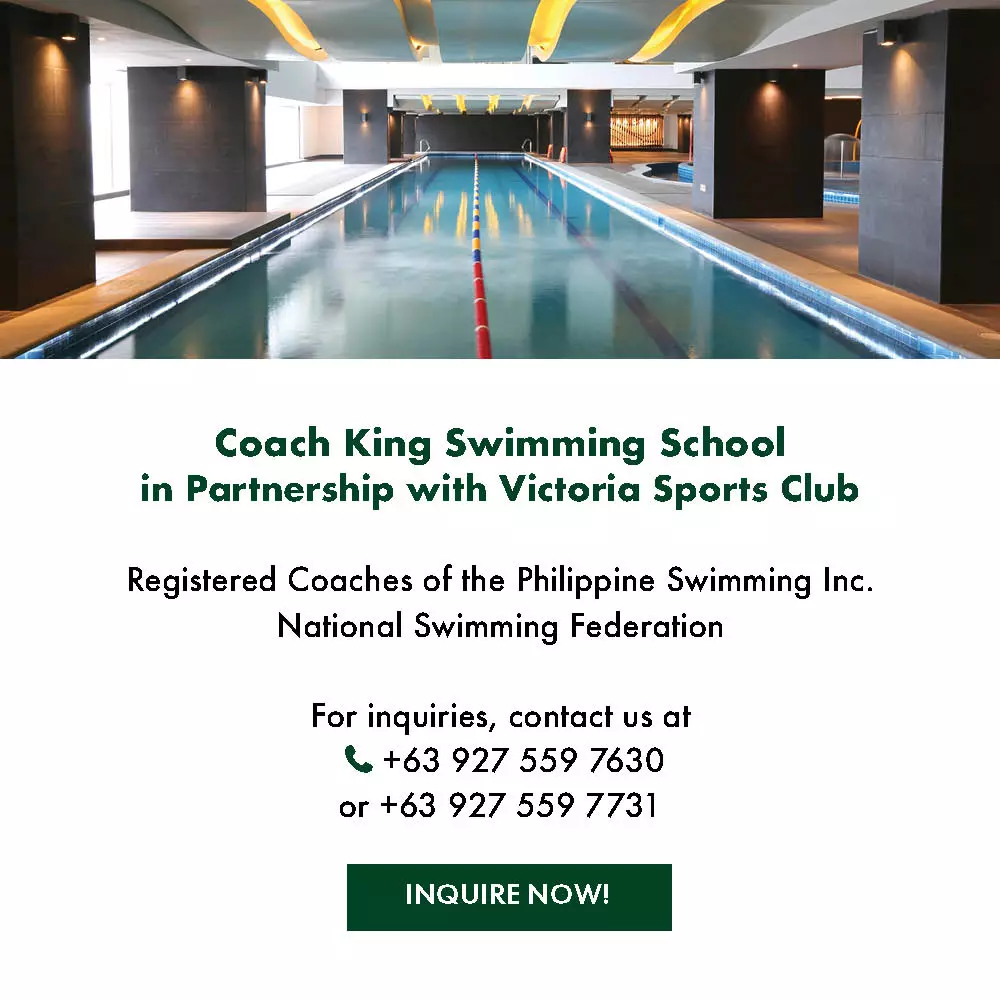 Coach King Swimming School
in Partnership with Victoria Sports Club
Registered Coaches of the Philippine Swimming Inc.
National Swimming Federation
For inquiries, contact us at
+63 927 559 7630
or +63 927 559 7731
INQUIRE NOW!